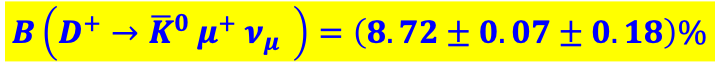 B(D⁺ → K̅⁰ μ⁺ ν_μ) = (8.72 ± 0.07 ± 0.18)%